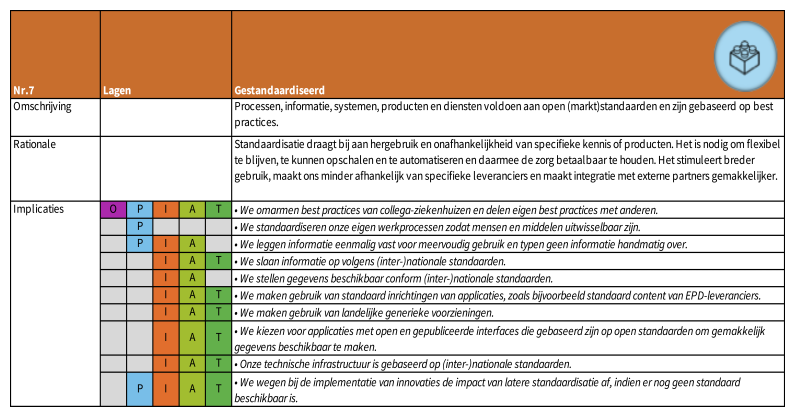 Nr.7 Lagen Gestandaardiseerd
Omschrijving Processen, informatie, systemen, producten en diensten voldoen aan open (markt)standaarden en zijn gebaseerd op best
practices.
Rationale Standaardisatie draagt bij aan hergebruik en onafhankelijkheid van specifieke kennis of producten. Het is nodig om flexibel
te blijven, te kunnen opschalen en te automatiseren en daarmee de zorg betaalbaar te houden. Het stimuleert breder
gebruik, maakt ons minder afhankelijk van specifieke leveranciers en maakt integratie met externe partners gemakkelijker.
Implicaties O P I A T • We omarmen best practices van collega-ziekenhuizen en delen eigen best practices met anderen.
P • We standaardiseren onze eigen werkprocessen zodat mensen en middelen uitwisselbaar zijn.
P I A • We leggen informatie eenmalig vast voor meervoudig gebruik en typen geen informatie handmatig over.
I A T • We slaan informatie op volgens (inter-)nationale standaarden.
I A • We stellen gegevens beschikbaar conform (inter-)nationale standaarden.
I A T • We maken gebruik van standaard inrichtingen van applicaties, zoals bijvoorbeeld standaard content van EPD-leveranciers.
I A T • We maken gebruik van landelijke generieke voorzieningen.
I A T • We kiezen voor applicaties met open en gepubliceerde interfaces die gebaseerd zijn op open standaarden om gemakkelijk
gegevens beschikbaar te maken.
I A T • Onze technische infrastructuur is gebaseerd op (inter-)nationale standaarden.
P I A T • We wegen bij de implementatie van innovaties de impact van latere standaardisatie af, indien er nog geen standaard
beschikbaar is.